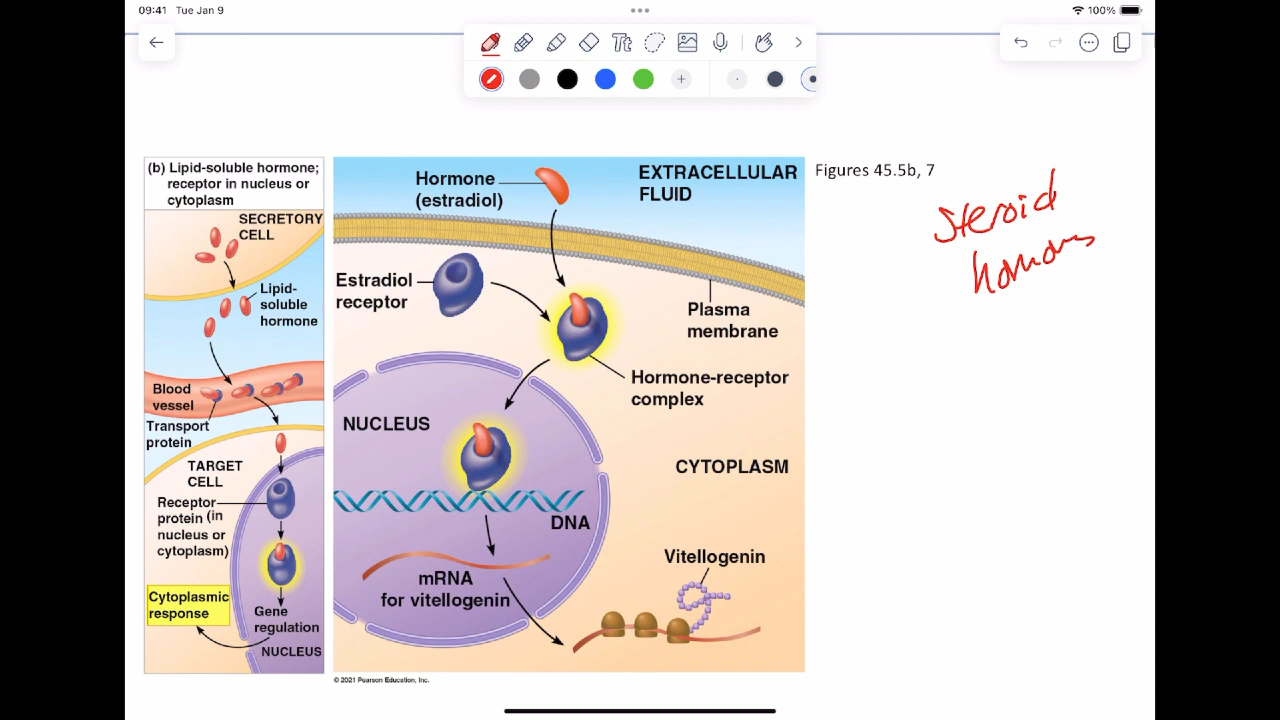 09:41 Tue Jan 9
100%
Tt
(b) Lipid-soluble hormone;
receptor in nucleus or
cytoplasm
SECRETORY
CELL
Lipid-
soluble
hormone
Blood
vessel
Transport
protein
TARGET
CELL
Receptor
protein (in
nucleus or
cytoplasm)
Cytoplasmic
response
Gene
regulation
NUCLEUS
Hormone
(estradiol)
EXTRACELLULAR
FLUID
Estradiol
receptor
Plasma
membrane
Hormone-receptor
complex
NUCLEUS
CYTOPLASM
DNA
mRNA
for vitellogenin
Vitellogenin
© 2021 Pearson Education, Inc.
Figures 45.5b, 7
Steroid